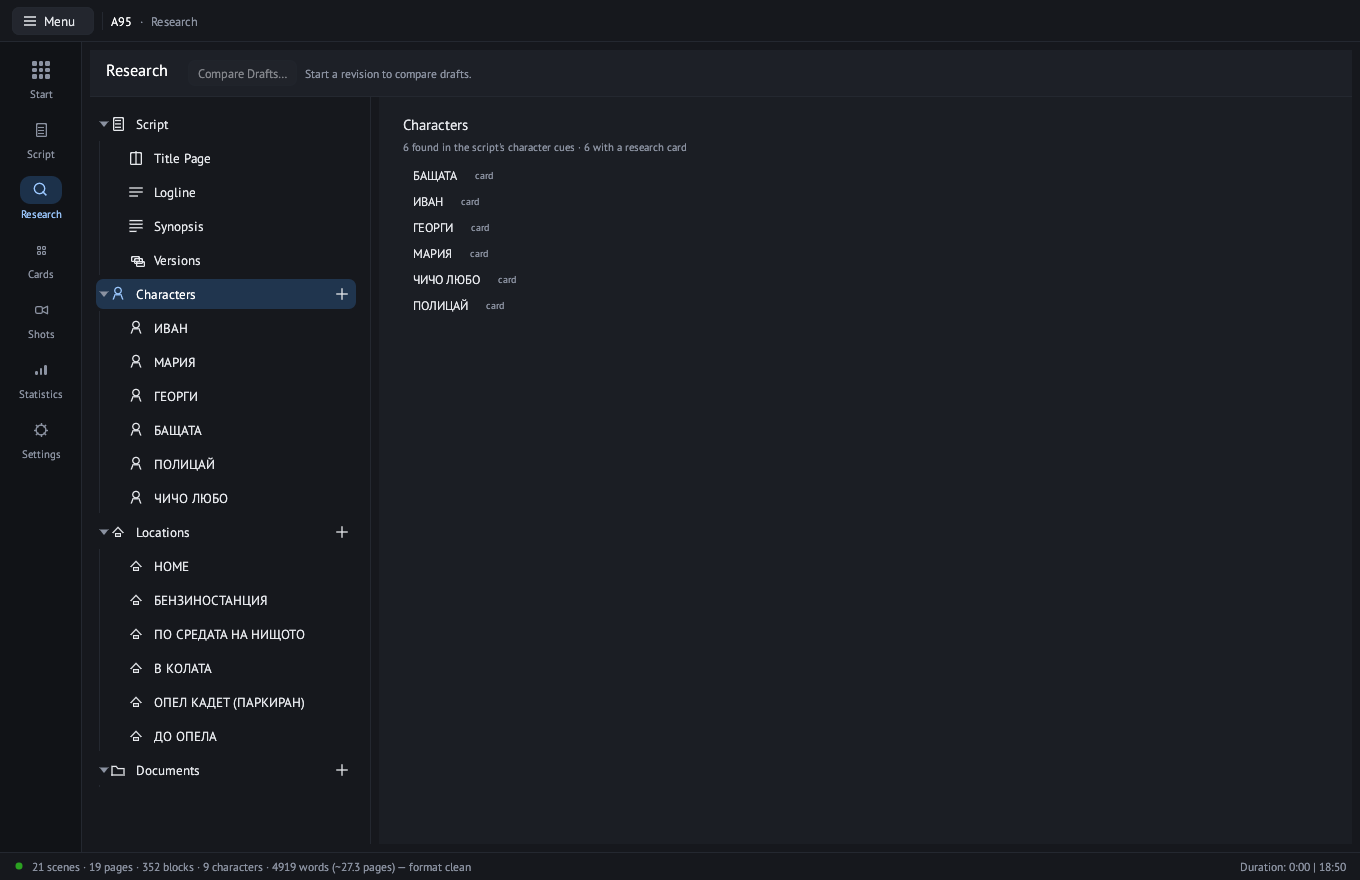 Menu
A95 · Research
Start
Script
Research
Cards
Shots
Statistics
Settings
Research
Compare Drafts...
Start a revision to compare drafts.
Script
Title Page
Logline
Synopsis
Versions
Characters
ИВАН
МАРИЯ
ГЕОРГИ
БАЩАТА
ПОЛИЦАЙ
ЧИЧО ЛЮБО
Locations
HOME
БЕНЗИНОСТАНЦИЯ
ПО СРЕДАТА НА НИЩОТО
В КОЛАТА
ОПЕЛ КАДЕТ (ПАРКИРАН)
ДО ОПЕЛА
Documents
Characters
6 found in the script's character cues · 6 with a research card
БАЩАТА card
ИВАН card
ГЕОРГИ card
МАРИЯ card
ЧИЧО ЛЮБО card
ПОЛИЦАЙ card
21 scenes · 19 pages · 352 blocks · 9 characters · 4919 words (~27.3 pages) — format clean
Duration: 0:00 | 18:50